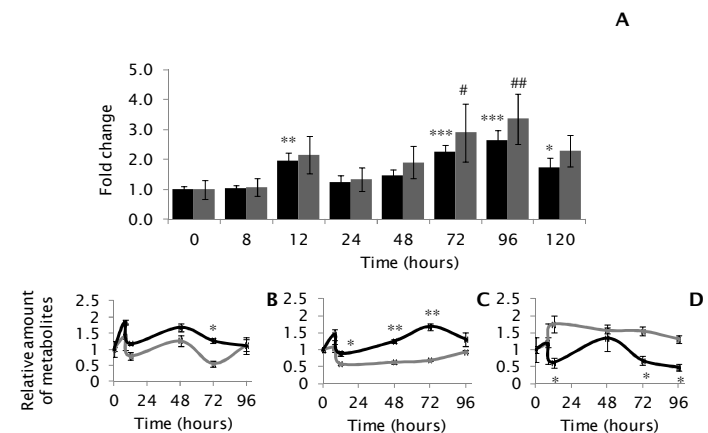 A
5.0
4.0
3.0
2.0
1.0
0.0
Fold change
** *** # *** ## *
0 8 12 24 48 72 96 120
Time (hours)
B C D
Relative amount
of metabolites
2.5
2
1.5
1
0.5
0
*
0 24 48 72 96
Time (hours)
2.5
2
1.5
1
0.5
0
* ** **
0 24 48 72 96
Time (hours)
2.5
2
1.5
1
0.5
0
* * *
0 24 48 72 96
Time (hours)